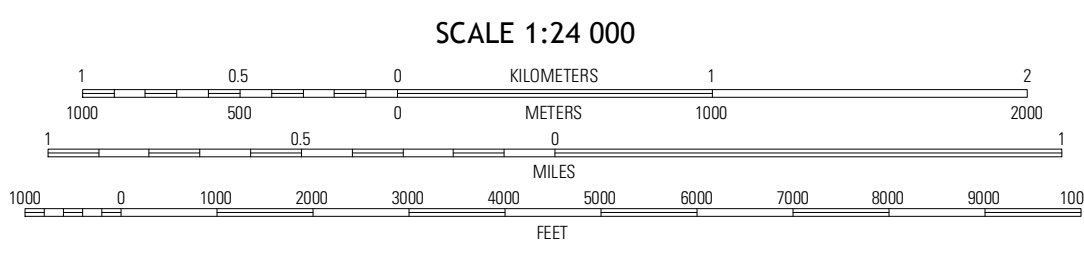 SCALE 1:24 000
1 0.5 0 KILOMETERS 1 2
1000 500 0 METERS 1000 2000
1 0.5 0 1
MILES
1000 0 1000 2000 3000 4000 5000 6000 7000 8000 9000 100
FEET